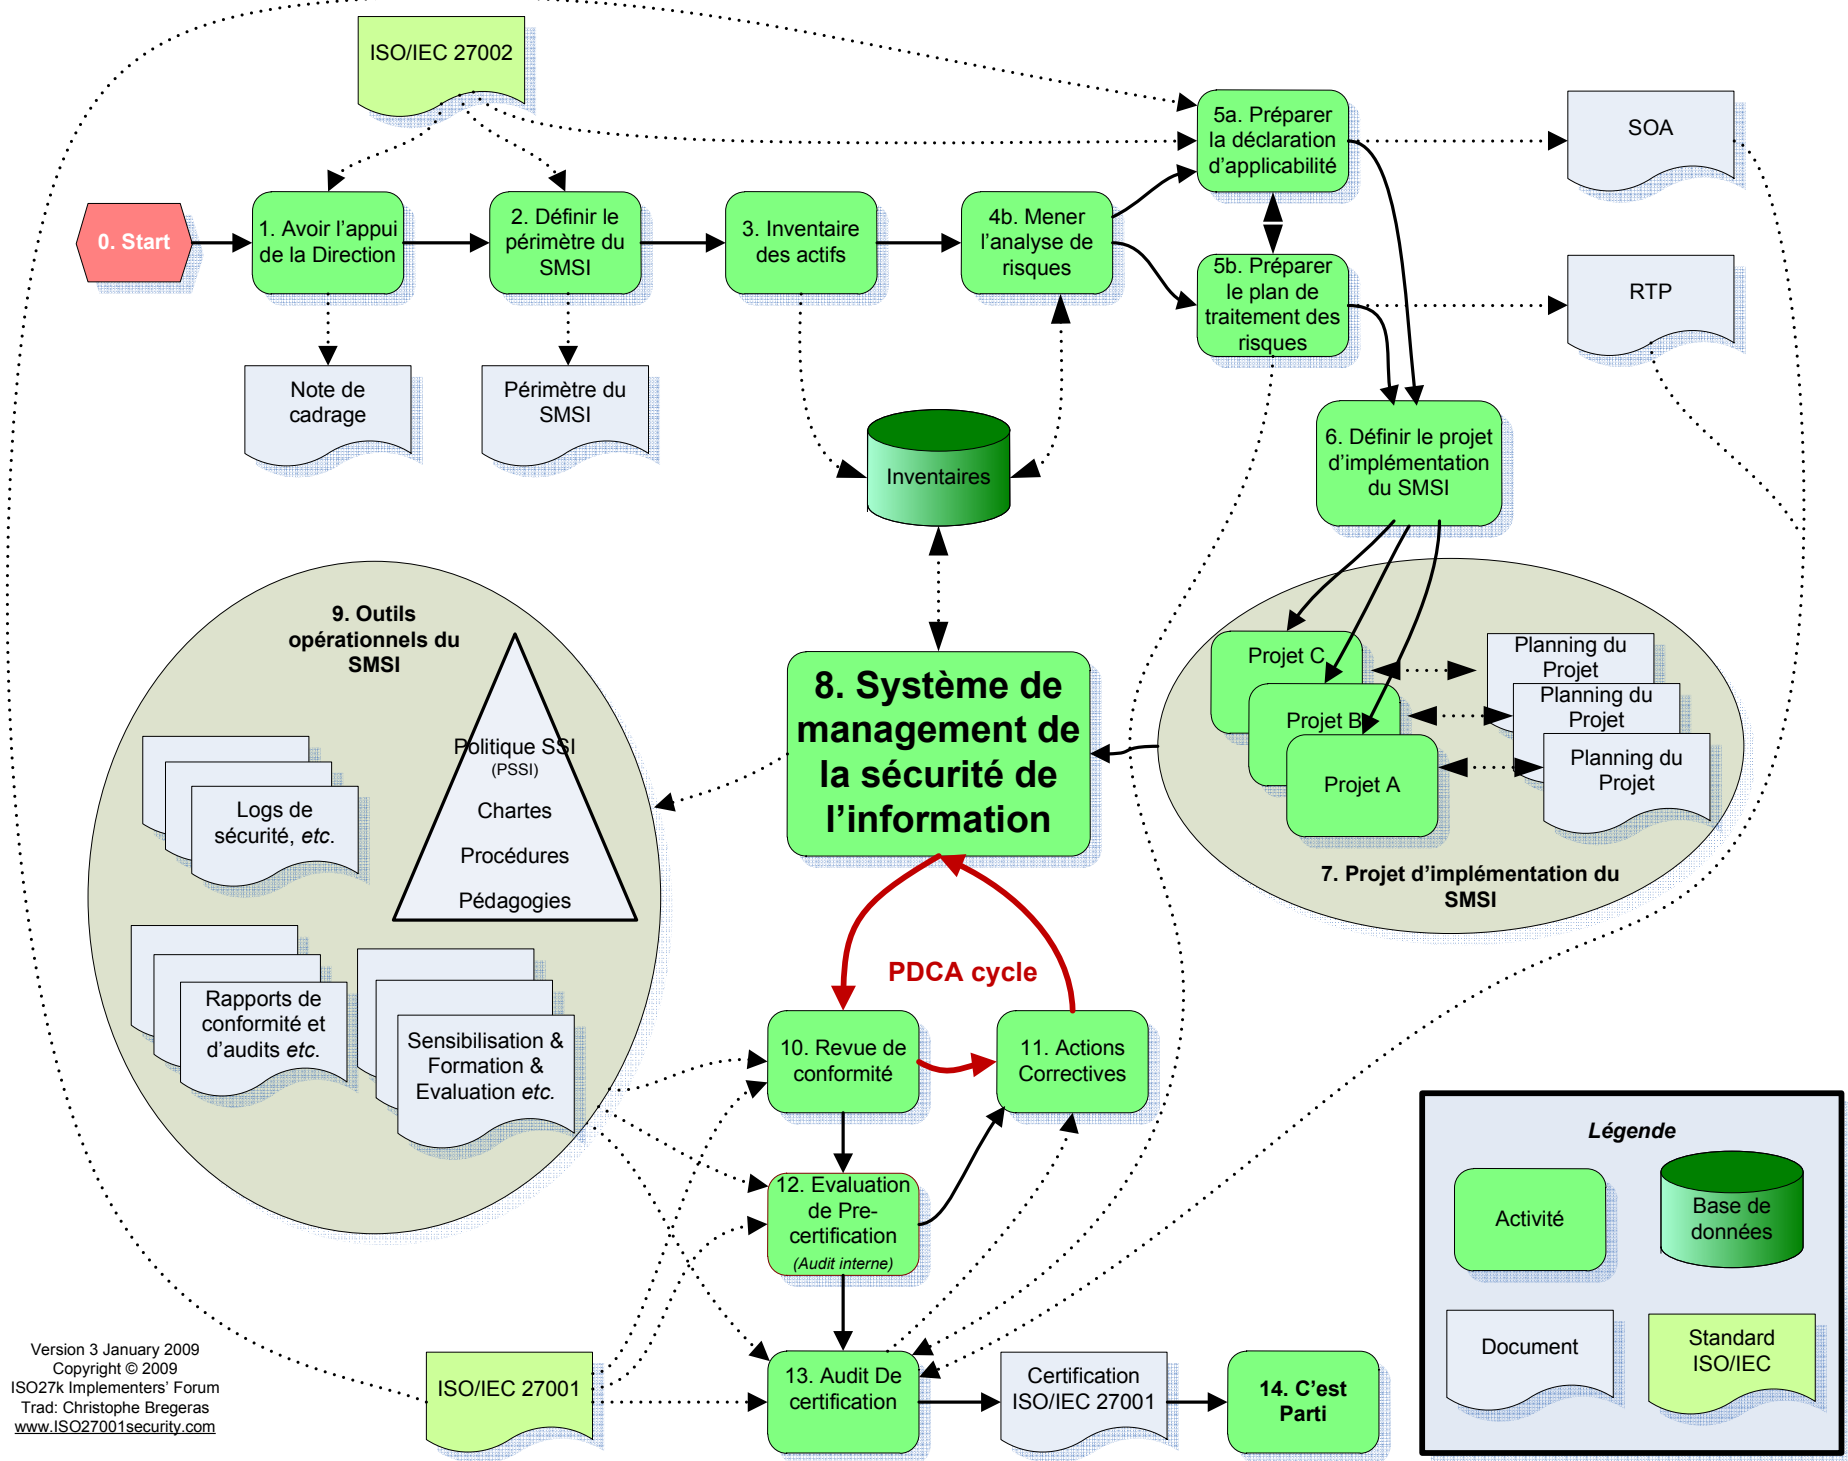 ISO/IEC 27002
0. Start
1. Avoir l'appui
de la Direction
2. Définir le
périmètre du
SMSI
3. Inventaire
des actifs
4b. Mener
l'analyse de
risques
5a. Préparer
la déclaration
d'applicabilité
5b. Préparer
le plan de
traitement des
risques
SOA
RTP
Note de
cadrage
Périmètre du
SMSI
Inventaires
6. Définir le projet
d'implémentation
du SMSI
9. Outils
opérationnels du
SMSI
Politique SSI
(PSSI)
Chartes
Procédures
Pédagogies
Logs de
sécurité, etc.
Rapports de
conformité et
d'audits etc.
Sensibilisation &
Formation &
Evaluation etc.
8. Système de
management de
la sécurité de
l'information
Projet C
Projet B
Projet A
Planning du
Projet
Planning du
Projet
Planning du
Projet
7. Projet d'implémentation du
SMSI
PDCA cycle
10. Revue de
conformité
11. Actions
Correctives
12. Evaluation
de Pre-
certification
(Audit interne)
13. Audit De
certification
ISO/IEC 27001
Certification
ISO/IEC 27001
14. C'est
Parti
Légende
Activité
Base de
données
Document
Standard
ISO/IEC
Version 3 January 2009
Copyright © 2009
ISO27k Implementers' Forum
Trad: Christophe Bregeras
www.ISO27001security.com